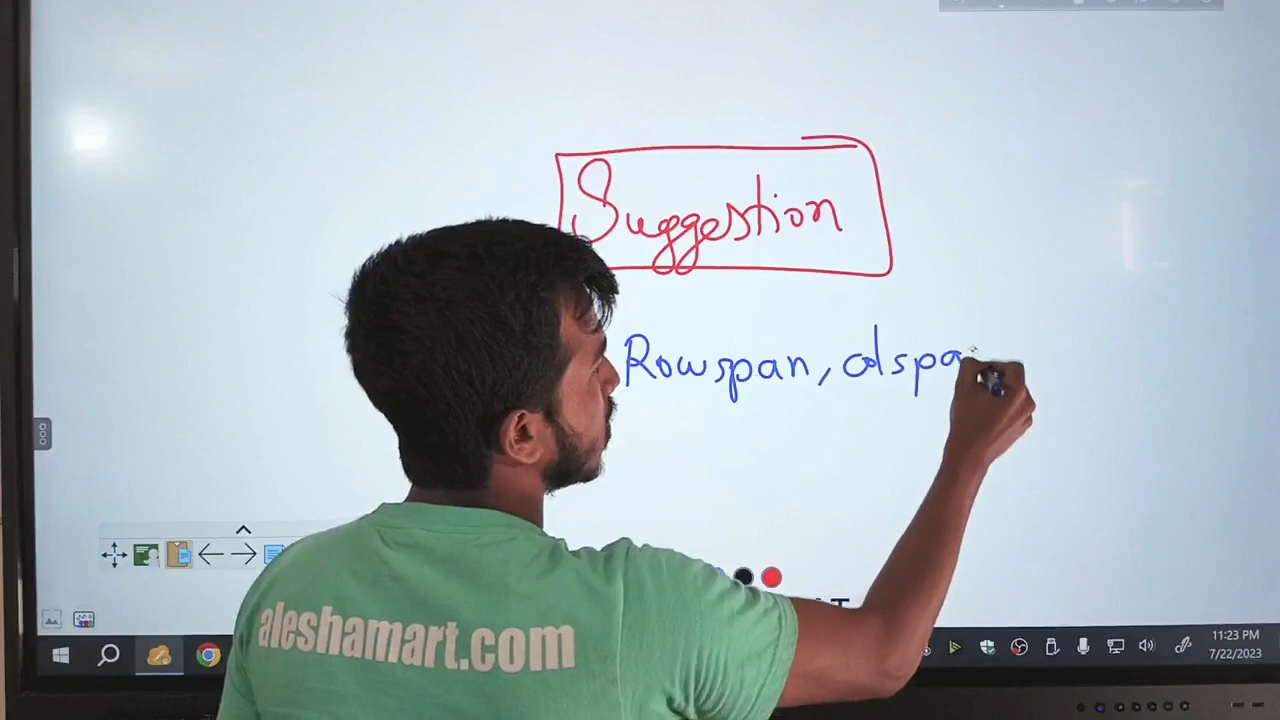 Suggestion
Rowspan, colspa
aleshamart.com
11:23 PM
7/22/2023